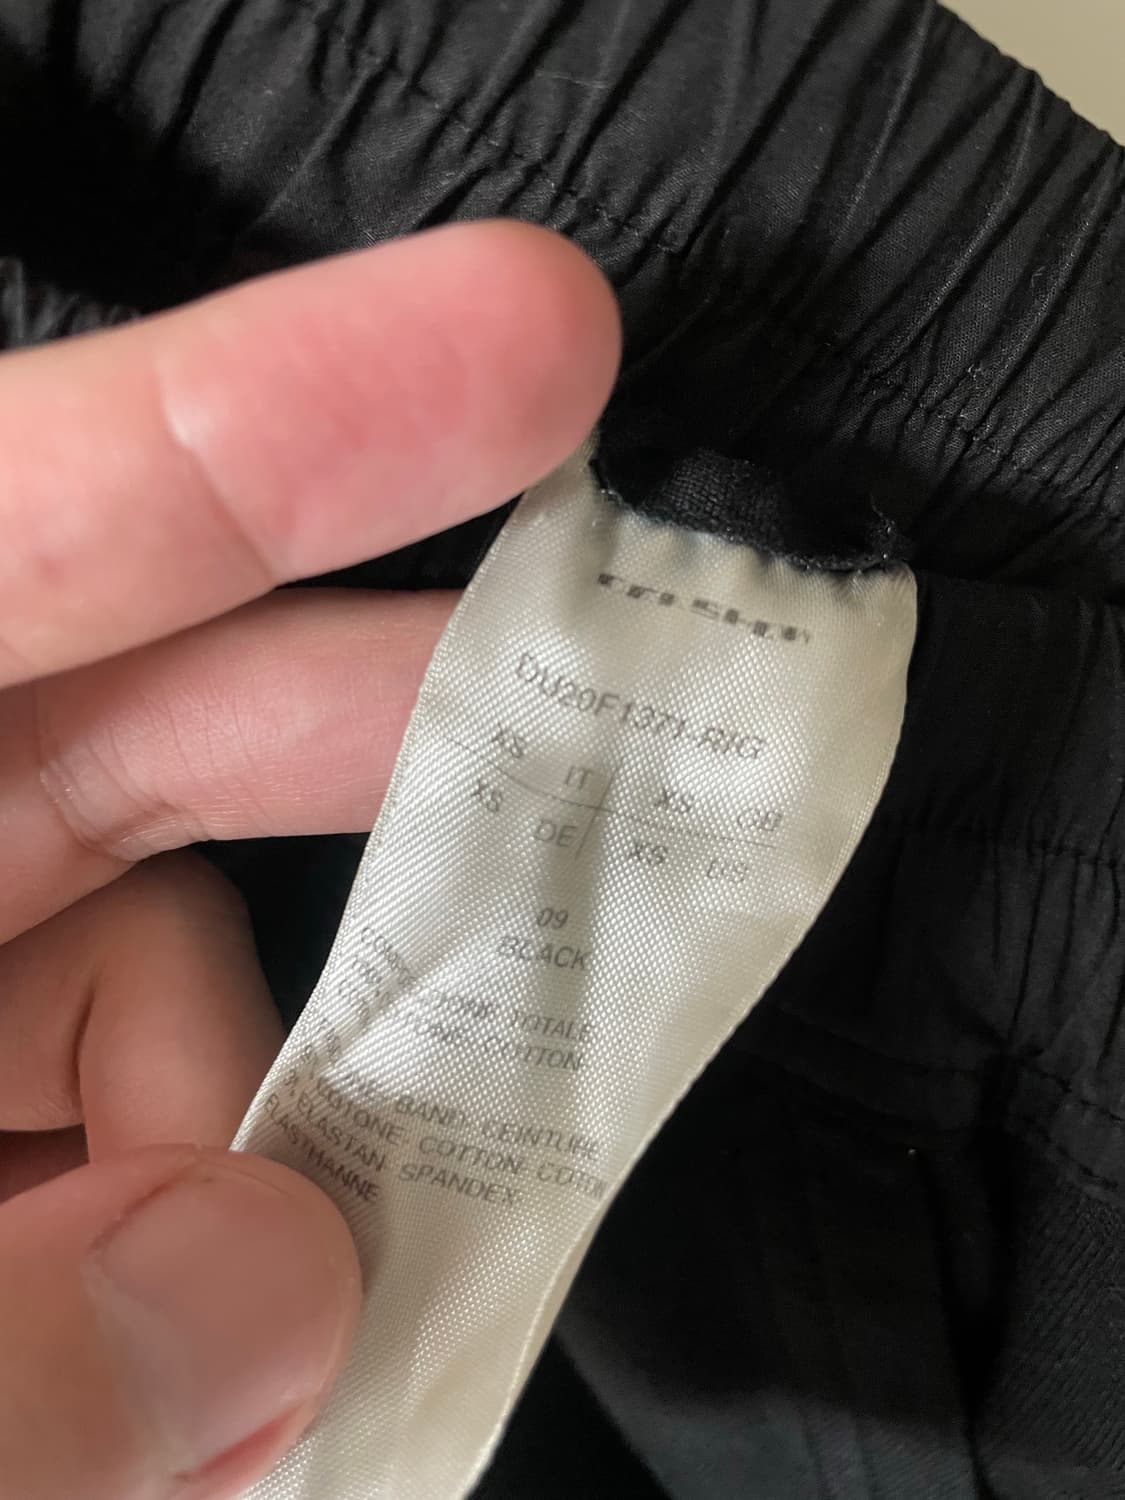 DU20F1371-RIG
XS IT XS GB
XS DE XS US
09
BLACK
TOTALE
COTTON
BAND CEINTURE
COTONE COTTON COTON
ELASTAN SPANDEX
ELASTHANNE